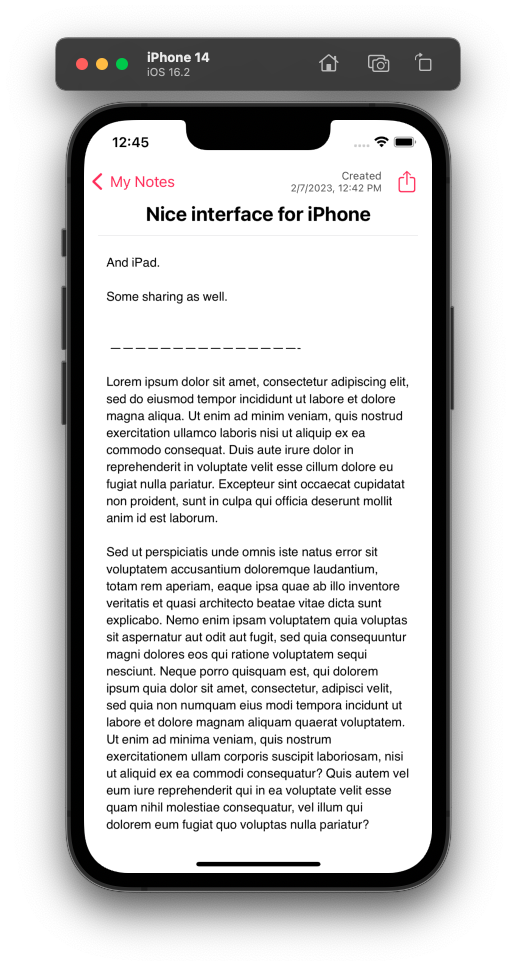 iPhone 14
iOS 16.2
12:45
My Notes
Created
2/7/2023, 12:42 PM
Nice interface for iPhone
And iPad.
Some sharing as well.
———————————————-
Lorem ipsum dolor sit amet, consectetur adipiscing elit,
sed do eiusmod tempor incididunt ut labore et dolore
magna aliqua. Ut enim ad minim veniam, quis nostrud
exercitation ullamco laboris nisi ut aliquip ex ea
commodo consequat. Duis aute irure dolor in
reprehenderit in voluptate velit esse cillum dolore eu
fugiat nulla pariatur. Excepteur sint occaecat cupidatat
non proident, sunt in culpa qui officia deserunt mollit
anim id est laborum.
Sed ut perspiciatis unde omnis iste natus error sit
voluptatem accusantium doloremque laudantium,
totam rem aperiam, eaque ipsa quae ab illo inventore
veritatis et quasi architecto beatae vitae dicta sunt
explicabo. Nemo enim ipsam voluptatem quia voluptas
sit aspernatur aut odit aut fugit, sed quia consequuntur
magni dolores eos qui ratione voluptatem sequi
nesciunt. Neque porro quisquam est, qui dolorem
ipsum quia dolor sit amet, consectetur, adipisci velit,
sed quia non numquam eius modi tempora incidunt ut
labore et dolore magnam aliquam quaerat voluptatem.
Ut enim ad minima veniam, quis nostrum
exercitationem ullam corporis suscipit laboriosam, nisi
ut aliquid ex ea commodi consequatur? Quis autem vel
eum iure reprehenderit qui in ea voluptate velit esse
quam nihil molestiae consequatur, vel illum qui
dolorem eum fugiat quo voluptas nulla pariatur?